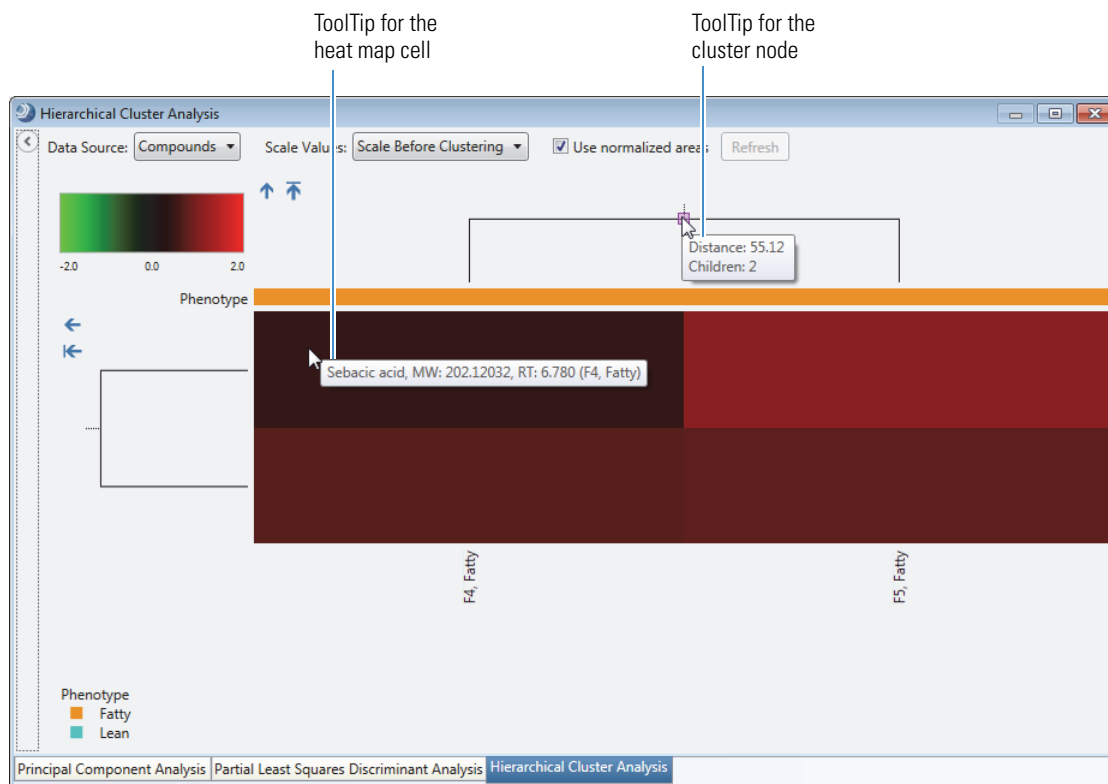 ToolTip for the
heat map cell
ToolTip for the
cluster node
Hierarchical Cluster Analysis
Data Source: Compounds Scale Values: Scale Before Clustering Use normalized areas Refresh
-2.0 0.0 2.0
Distance: 55.12
Children: 2
Phenotype
Sebacic acid, MW: 202.12032, RT: 6.780 (F4, Fatty)
F4, Fatty
F5, Fatty
Phenotype
Fatty
Lean
Principal Component Analysis Partial Least Squares Discriminant Analysis Hierarchical Cluster Analysis